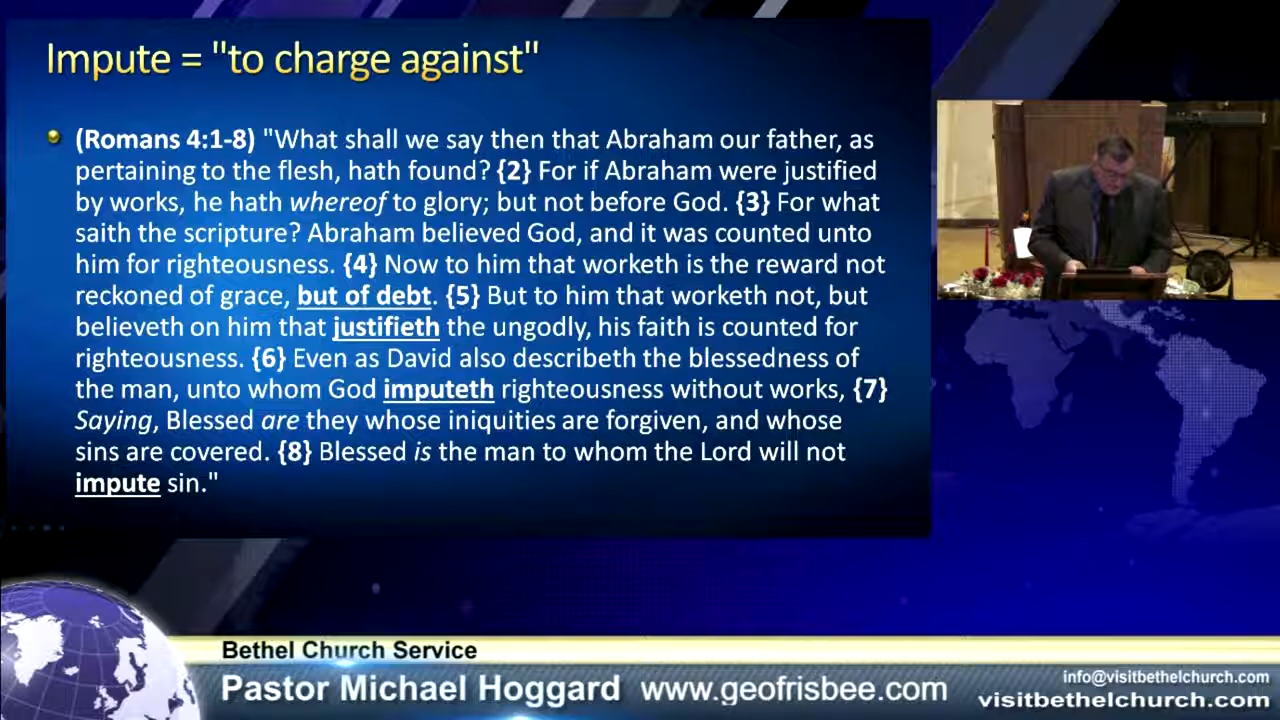 Impute = "to charge against"
(Romans 4:1-8) "What shall we say then that Abraham our father, as
pertaining to the flesh, hath found? {2} For if Abraham were justified
by works, he hath whereof to glory; but not before God. {3} For what
saith the scripture? Abraham believed God, and it was counted unto
him for righteousness. {4} Now to him that worketh is the reward not
reckoned of grace, but of debt. {5} But to him that worketh not, but
believeth on him that justifieth the ungodly, his faith is counted for
righteousness. {6} Even as David also describeth the blessedness of
the man, unto whom God imputeth righteousness without works, {7}
Saying, Blessed are they whose iniquities are forgiven, and whose
sins are covered. {8} Blessed is the man to whom the Lord will not
impute sin."
Bethel Church Service
Pastor Michael Hoggard www.geofrisbee.com
info@visitbethelchurch.com
visitbethelchurch.com